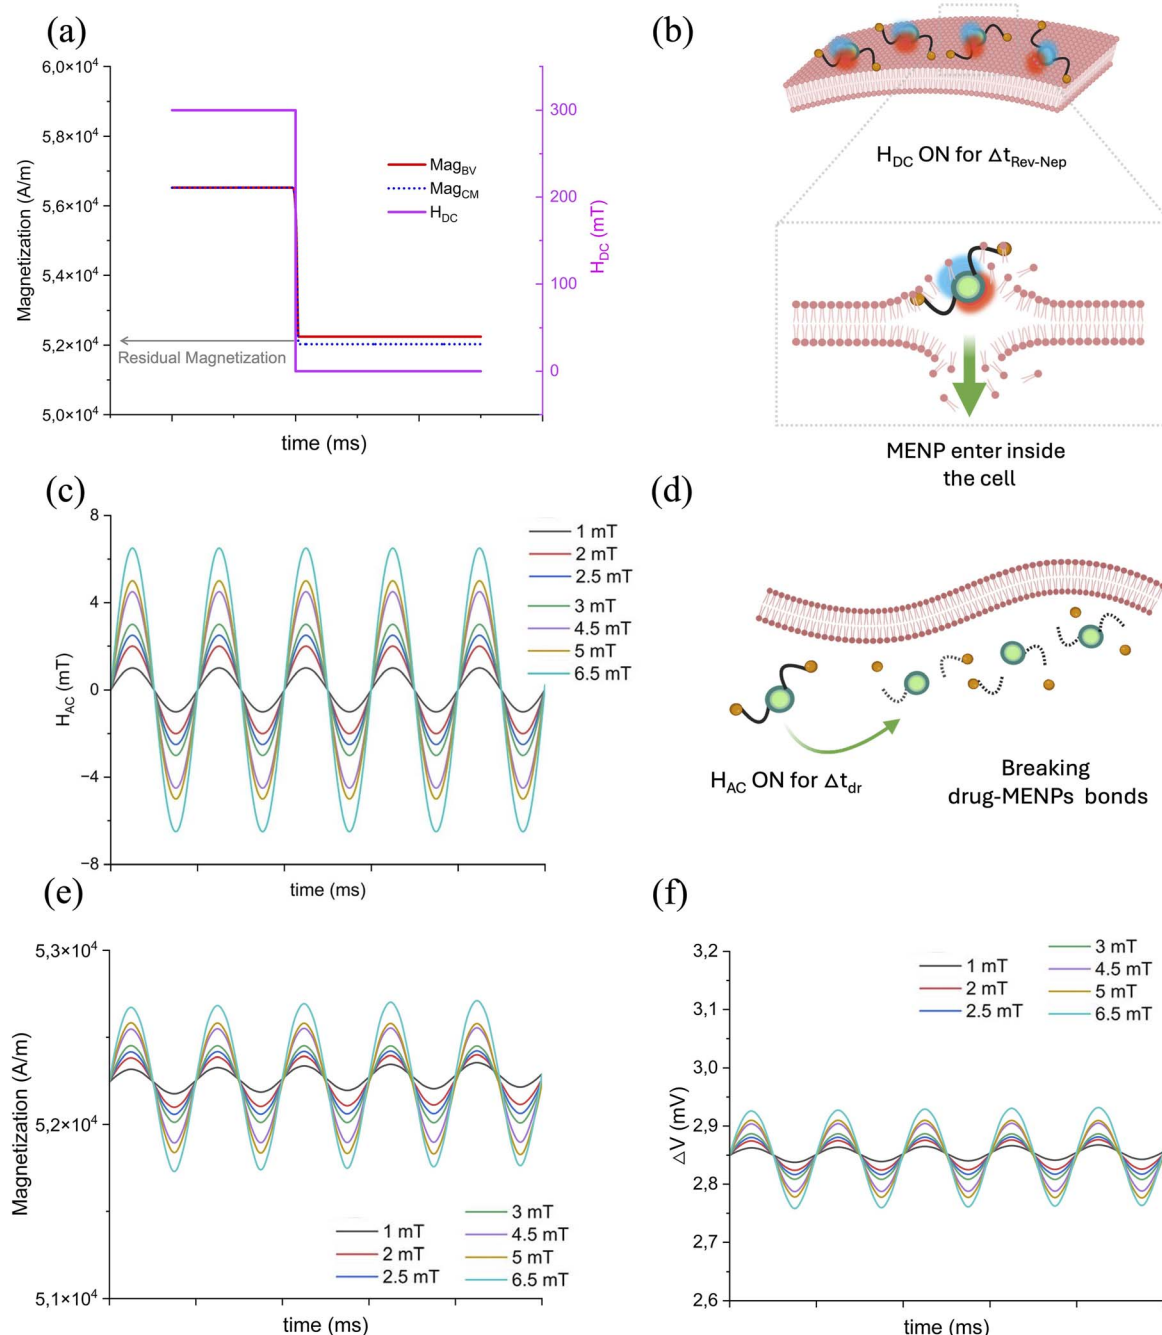 (a)
6,0×10⁴
5,8×10⁴
5,6×10⁴
5,4×10⁴
5,2×10⁴
5,0×10⁴
Magnetization (A/m)
Mag_BV
Mag_CM
H_DC
Residual Magnetization
300
200
100
0
H_DC (mT)
time (ms)
(b)
H_DC ON for Δt_Rev-Nep
MENP enter inside
the cell
(c)
8
4
0
−4
−8
H_AC (mT)
1 mT
2 mT
2.5 mT
3 mT
4.5 mT
5 mT
6.5 mT
time (ms)
(d)
H_AC ON for Δt_dr
Breaking
drug-MENPs bonds
(e)
5,3×10⁴
5,2×10⁴
5,1×10⁴
Magnetization (A/m)
1 mT
2 mT
2.5 mT
3 mT
4.5 mT
5 mT
6.5 mT
time (ms)
(f)
3,2
3,1
3,0
2,9
2,8
2,7
2,6
ΔV (mV)
1 mT
2 mT
2.5 mT
3 mT
4.5 mT
5 mT
6.5 mT
time (ms)